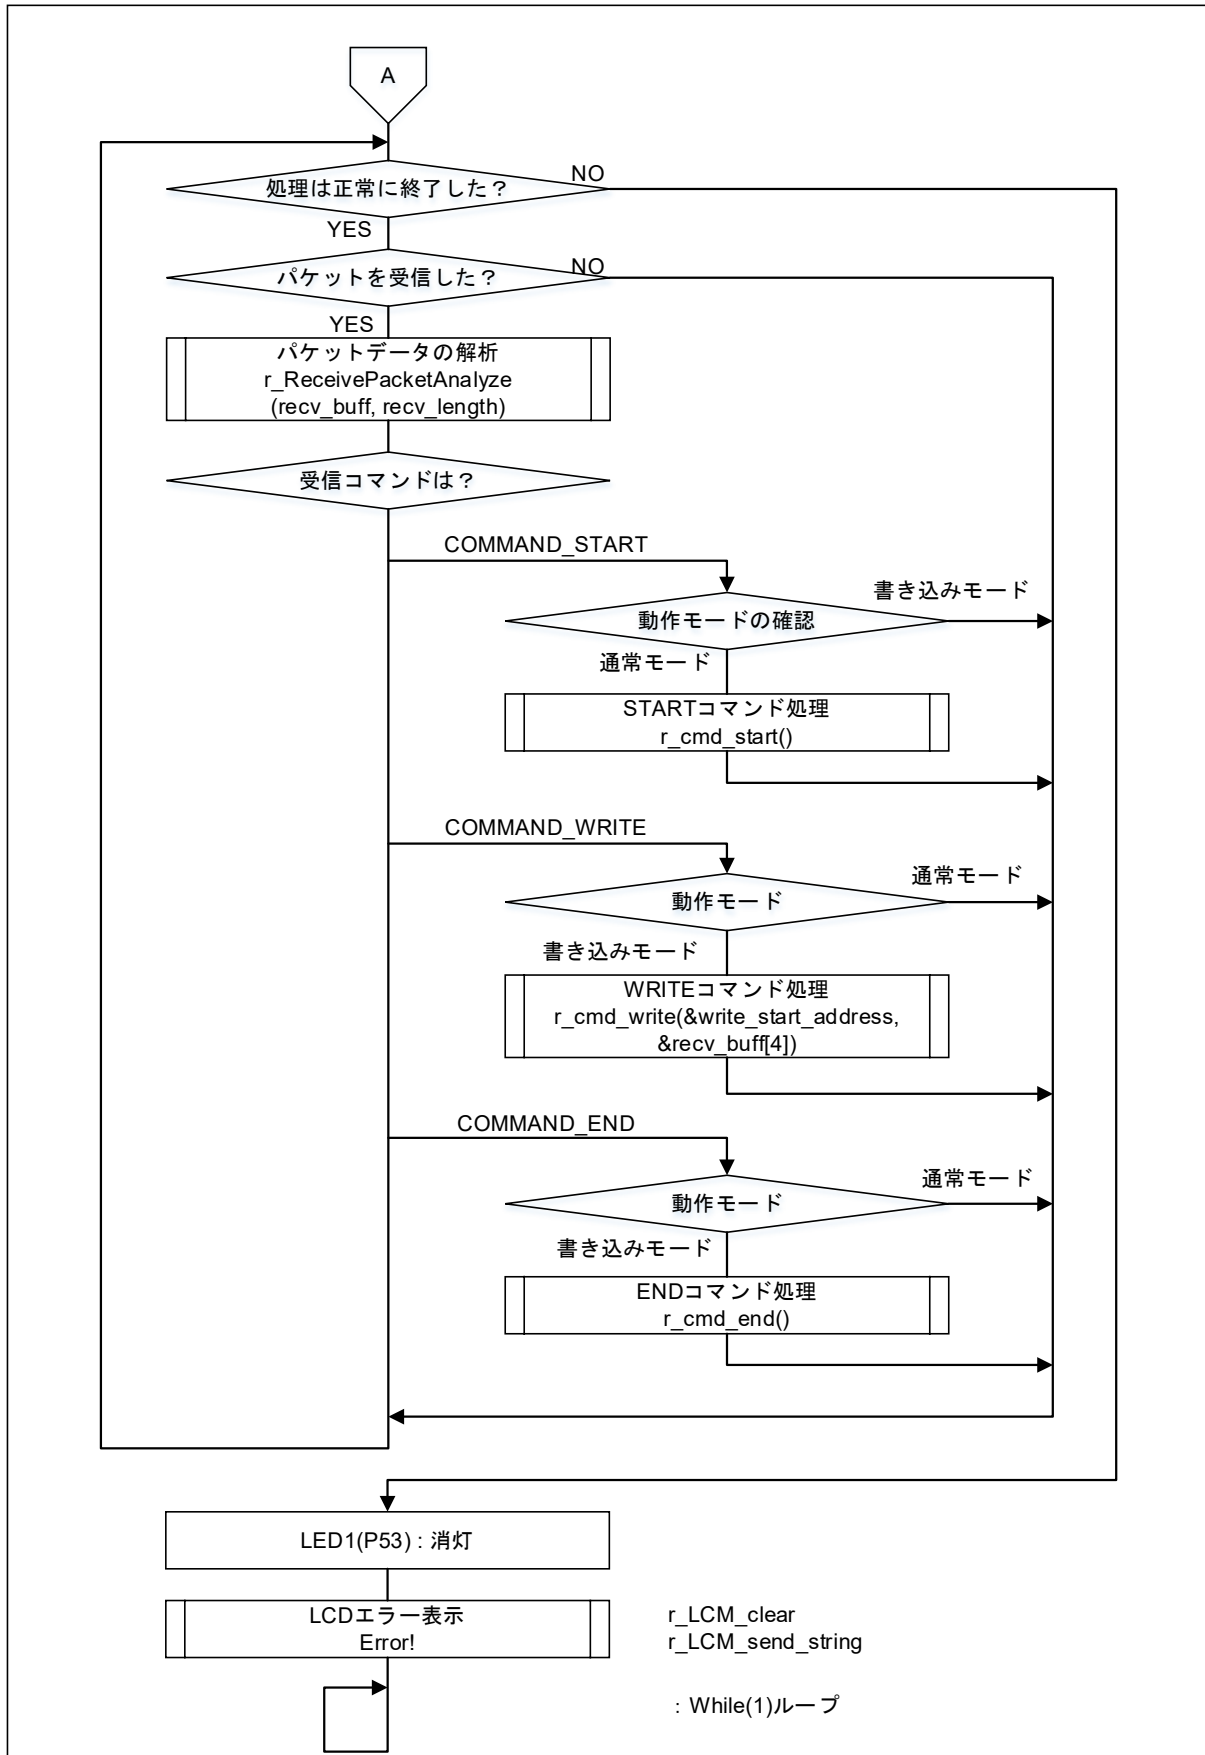 A
処理は正常に終了した？
NO
YES
パケットを受信した？
NO
YES
パケットデータの解析
r_ReceivePacketAnalyze
(recv_buff, recv_length)
受信コマンドは？
COMMAND_START
書き込みモード
動作モードの確認
通常モード
STARTコマンド処理
r_cmd_start()
COMMAND_WRITE
通常モード
動作モード
書き込みモード
WRITEコマンド処理
r_cmd_write(&write_start_address,
&recv_buff[4])
COMMAND_END
通常モード
動作モード
書き込みモード
ENDコマンド処理
r_cmd_end()
LED1(P53) : 消灯
LCDエラー表示
Error!
r_LCM_clear
r_LCM_send_string
: While(1)ループ